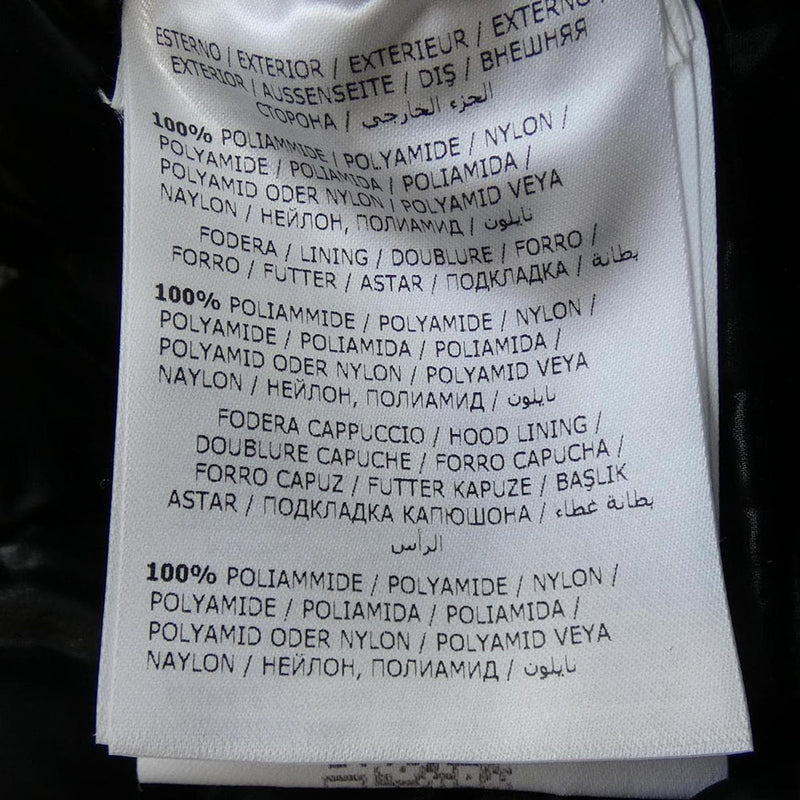 ESTERNO / EXTERIOR / EXTERIEUR / EXTERNO /
EXTERIOR / AUSSENSEITE / DIŞ / ВНЕШНЯЯ
СТОРОНА / الجزء الخارجي
100% POLIAMMIDE / POLYAMIDE / NYLON /
POLYAMIDE / POLIAMIDA / POLIAMIDA /
POLYAMID ODER NYLON / POLYAMID VEYA
NAYLON / НЕЙЛОН, ПОЛИАМИД / نايلون
FODERA / LINING / DOUBLURE / FORRO /
FORRO / FUTTER / ASTAR / ПОДКЛАДКА / بطانة
100% POLIAMMIDE / POLYAMIDE / NYLON /
POLYAMIDE / POLIAMIDA / POLIAMIDA /
POLYAMID ODER NYLON / POLYAMID VEYA
NAYLON / НЕЙЛОН, ПОЛИАМИД / نايلون
FODERA CAPPUCCIO / HOOD LINING /
DOUBLURE CAPUCHE / FORRO CAPUCHA /
FORRO CAPUZ / FUTTER KAPUZE / BAŞLIK
ASTAR / ПОДКЛАДКА КАПЮШОНА / بطانة غطاء
الرأس
100% POLIAMMIDE / POLYAMIDE / NYLON /
POLYAMIDE / POLIAMIDA / POLIAMIDA /
POLYAMID ODER NYLON / POLYAMID VEYA
NAYLON / НЕЙЛОН, ПОЛИАМИД / نايلون